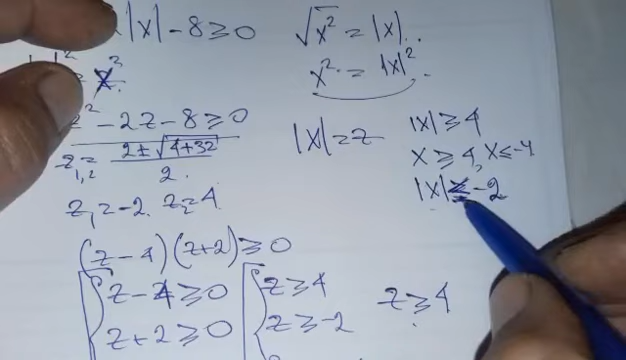 |x| - 8 ≥ 0
√x² = |x|.
x² = |x|².
z² - 2z - 8 ≥ 0
|x| = z
|x| ≥ 4
x ≥ 4, x ≤ -4
|x| ≤ -2
z₁,₂ = 2 ± √4+32
2.
z₁ = -2. z₂ = 4.
(z - 4)(z + 2) ≥ 0
z - 4 ≥ 0
z ≥ 4
z ≥ 4
z + 2 ≥ 0
z ≥ -2